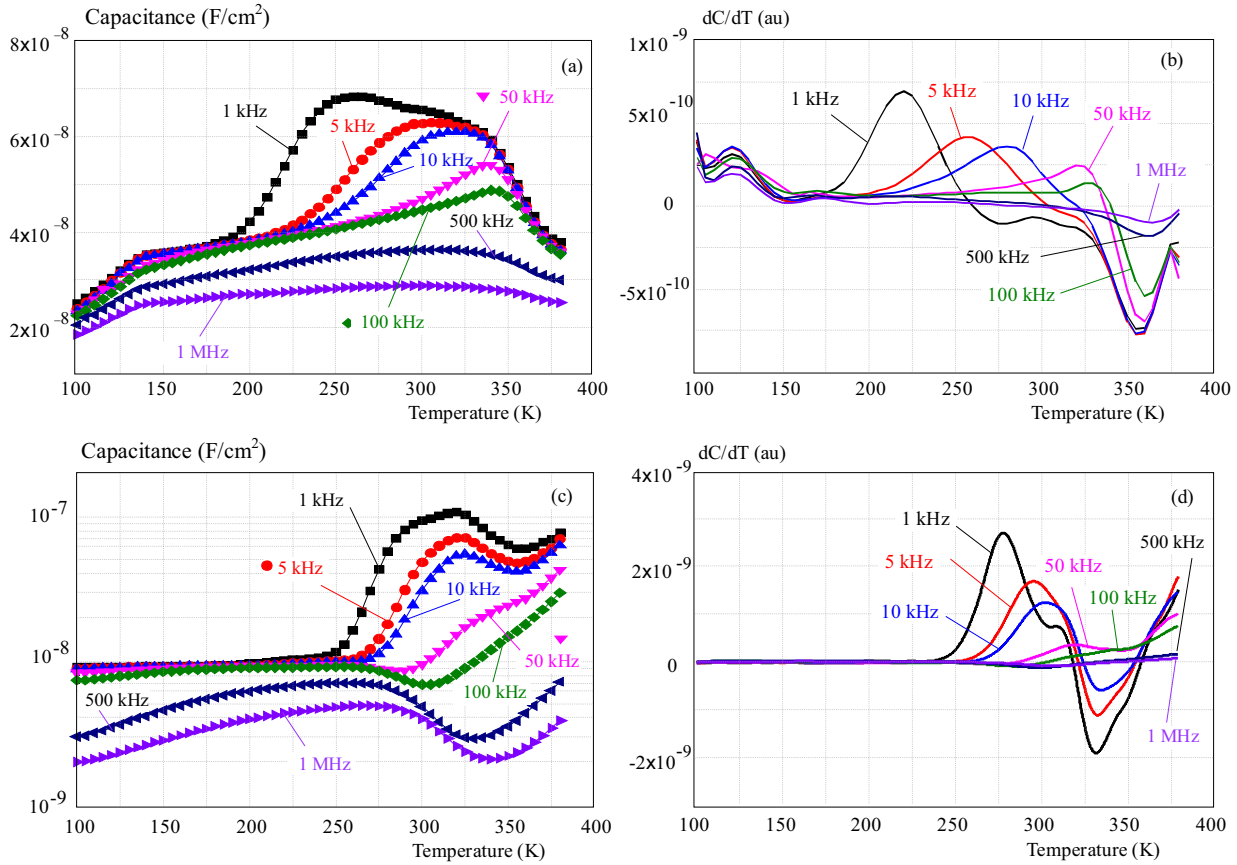 Capacitance (F/cm²)
8x10⁻⁸
6x10⁻⁸
4x10⁻⁸
2x10⁻⁸
(a)
1 kHz
5 kHz
10 kHz
50 kHz
500 kHz
100 kHz
1 MHz
100 150 200 250 300 350 400
Temperature (K)
dC/dT (au)
1x10⁻⁹
5x10⁻¹⁰
0
-5x10⁻¹⁰
(b)
1 kHz
5 kHz
10 kHz
50 kHz
1 MHz
500 kHz
100 kHz
100 150 200 250 300 350 400
Temperature (K)
Capacitance (F/cm²)
10⁻⁷
10⁻⁸
10⁻⁹
(c)
1 kHz
5 kHz
10 kHz
50 kHz
100 kHz
500 kHz
1 MHz
100 150 200 250 300 350 400
Temperature (K)
dC/dT (au)
4x10⁻⁹
2x10⁻⁹
0
-2x10⁻⁹
(d)
1 kHz
500 kHz
5 kHz
50 kHz
100 kHz
10 kHz
1 MHz
100 150 200 250 300 350 400
Temperature (K)